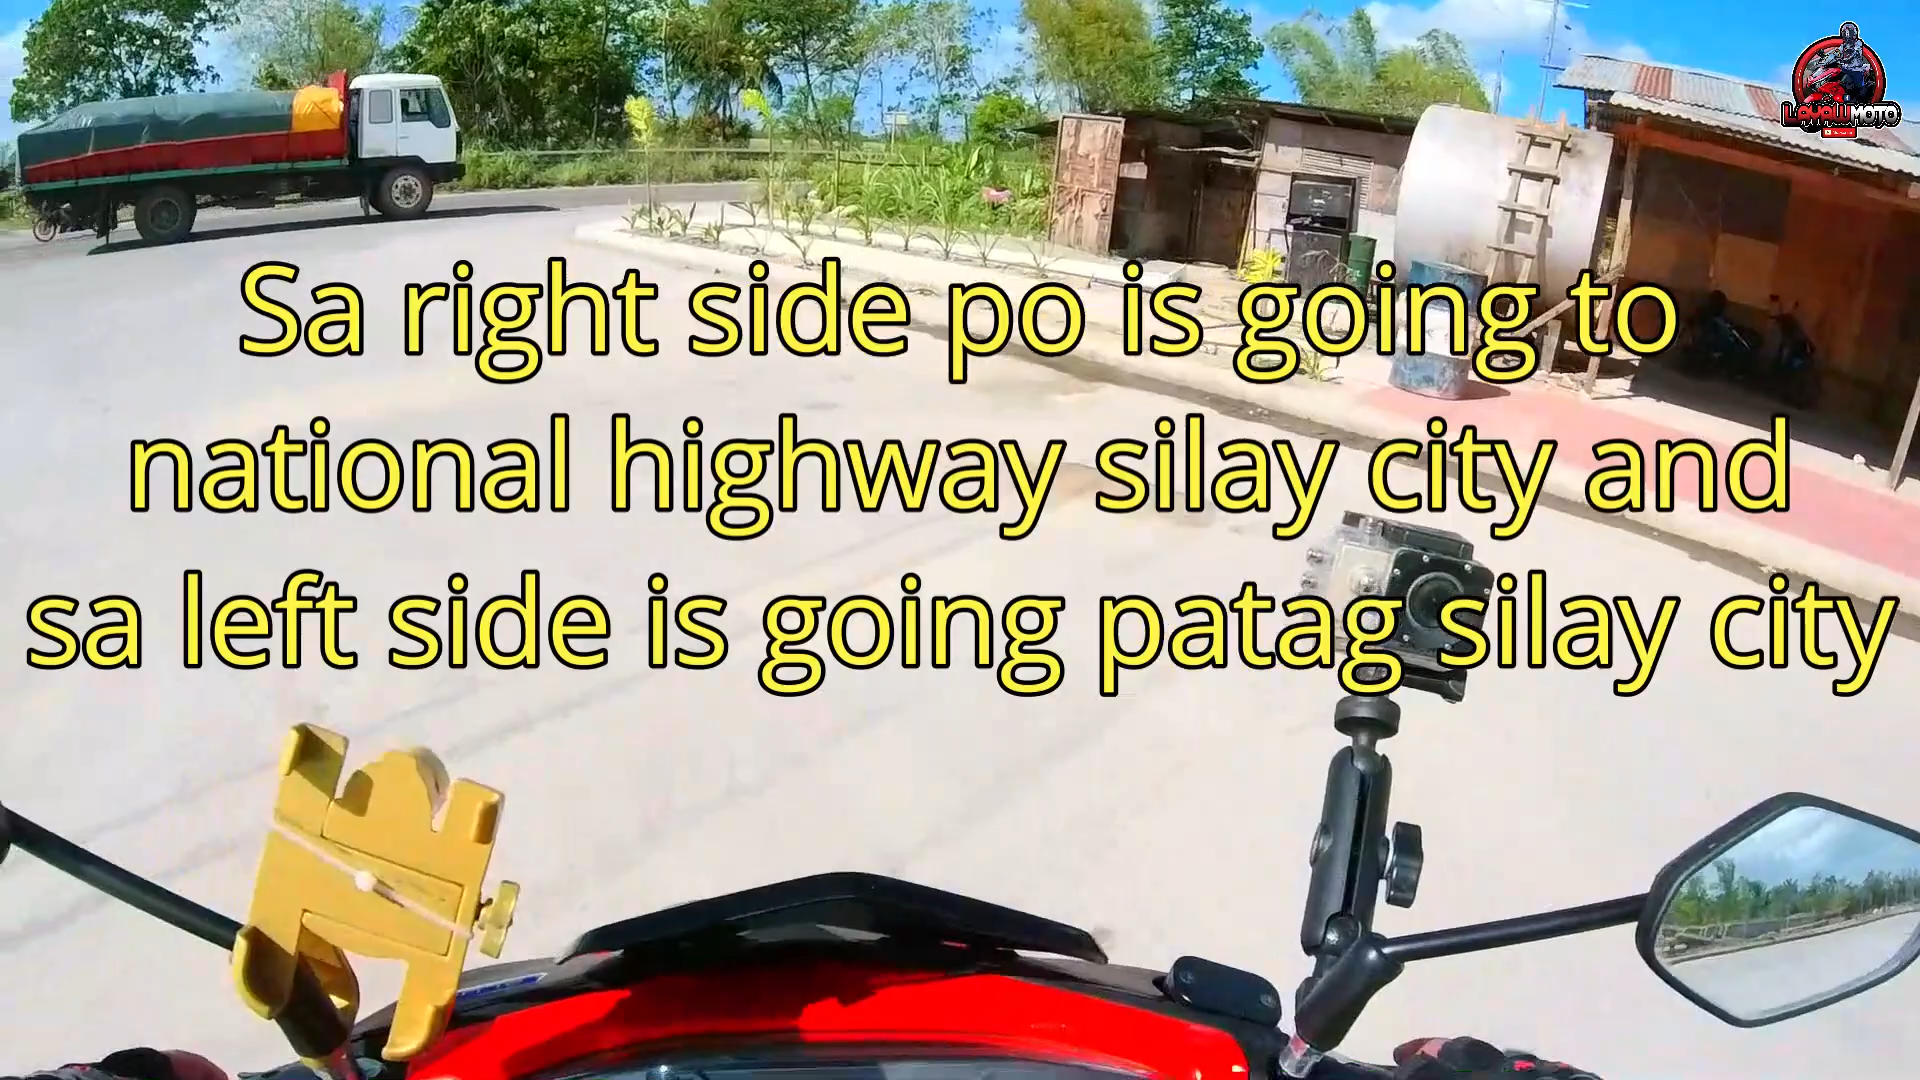 LaValliMOTO
Sa right side po is going to
national highway silay city and
sa left side is going patag silay city